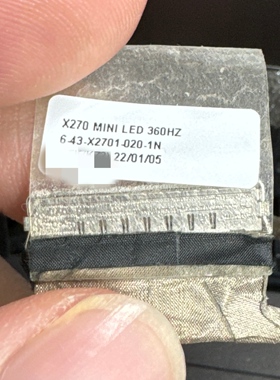 X270 MINI LED 360HZ
6-43-X2701-020-1N
22/01/05